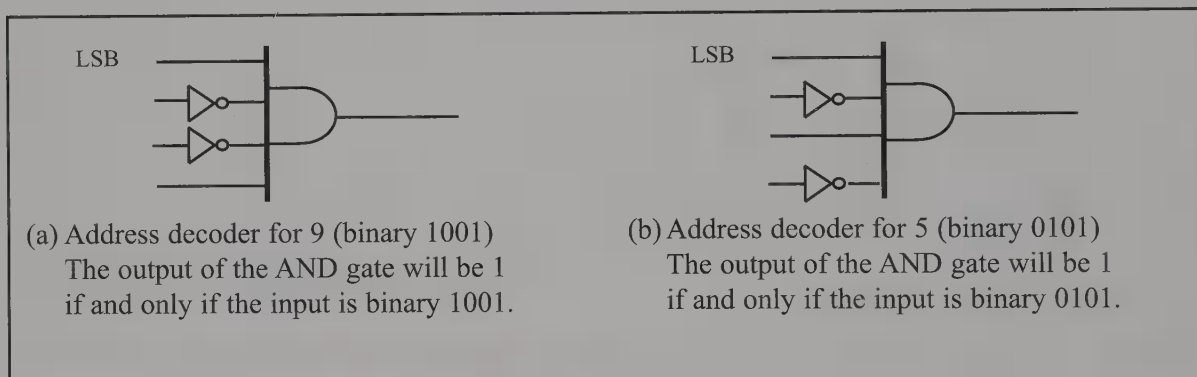 LSB
(a) Address decoder for 9 (binary 1001)
The output of the AND gate will be 1
if and only if the input is binary 1001.
LSB
(b) Address decoder for 5 (binary 0101)
The output of the AND gate will be 1
if and only if the input is binary 0101.